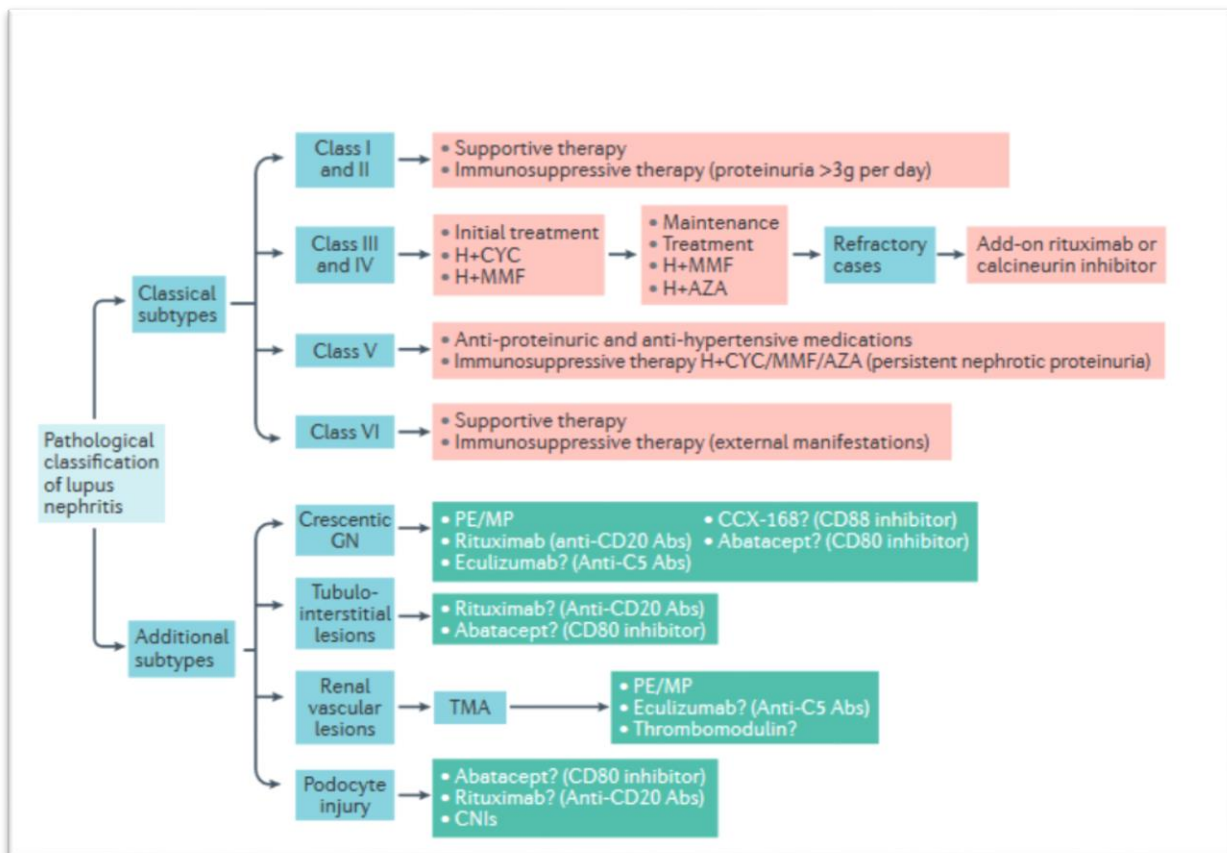 Pathological
classification
of lupus
nephritis
Classical
subtypes
Class I
and II
• Supportive therapy
• Immunosuppressive therapy (proteinuria >3g per day)
Class III
and IV
• Initial treatment
• H+CYC
• H+MMF
• Maintenance
• Treatment
• H+MMF
• H+AZA
Refractory
cases
Add-on rituximab or
calcineurin inhibitor
Class V
• Anti-proteinuric and anti-hypertensive medications
• Immunosuppressive therapy H+CYC/MMF/AZA (persistent nephrotic proteinuria)
Class VI
• Supportive therapy
• Immunosuppressive therapy (external manifestations)
Additional
subtypes
Crescentic
GN
• PE/MP
• Rituximab (anti-CD20 Abs)
• Eculizumab? (Anti-C5 Abs)
• CCX-168? (CD88 inhibitor)
• Abatacept? (CD80 inhibitor)
Tubulo-
interstitial
lesions
• Rituximab? (Anti-CD20 Abs)
• Abatacept? (CD80 inhibitor)
Renal
vascular
lesions
TMA
• PE/MP
• Eculizumab? (Anti-C5 Abs)
• Thrombomodulin?
Podocyte
injury
• Abatacept? (CD80 inhibitor)
• Rituximab? (Anti-CD20 Abs)
• CNIs